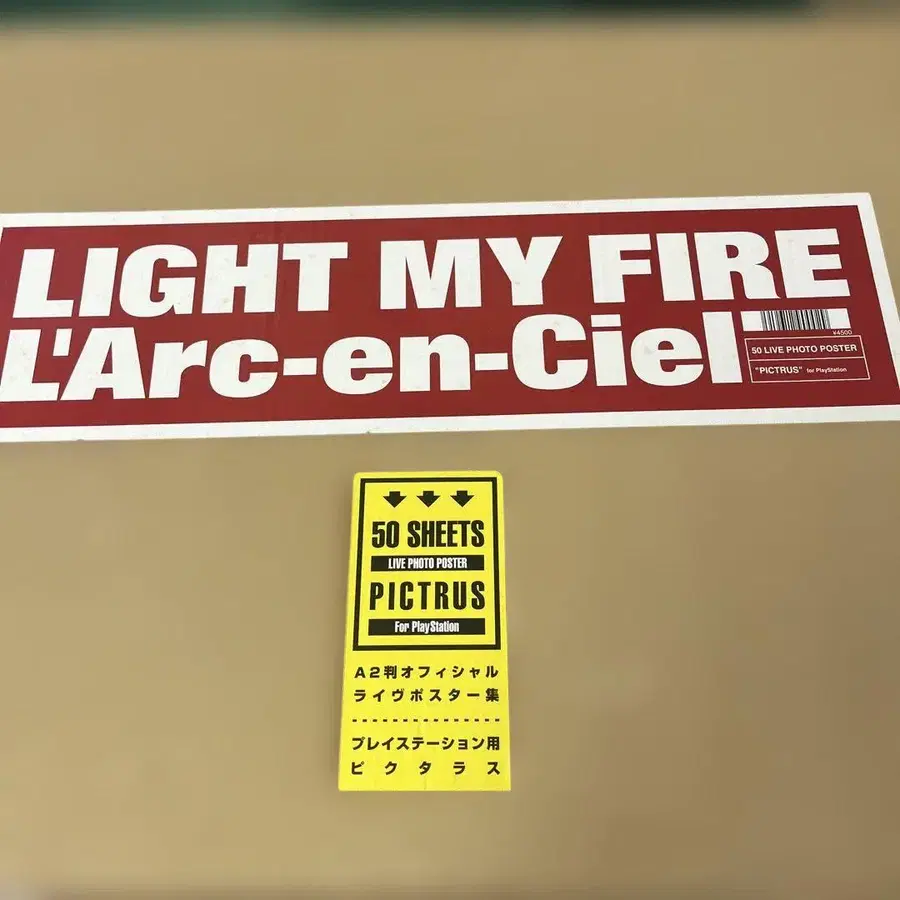 LIGHT MY FIRE
L'Arc-en-Ciel
¥4500
50 LIVE PHOTO POSTER
"PICTRUS" for PlayStation
50 SHEETS
LIVE PHOTO POSTER
PICTRUS
For PlayStation
A2判オフィシャル
ライヴポスター集
プレイステーション用
ピクタラス